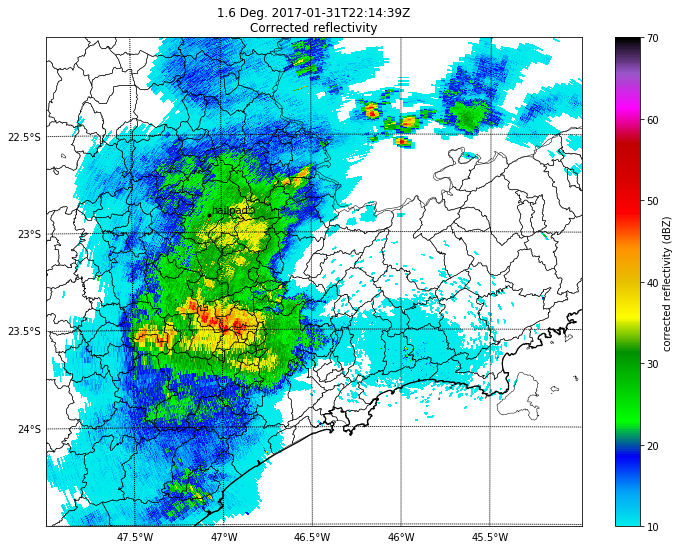 1.6 Deg. 2017-01-31T22:14:39Z
Corrected reflectivity
22.5°S
23°S
23.5°S
24°S
47.5°W
47°W
46.5°W
46°W
45.5°W
hailpad
70
60
50
40
30
20
10
corrected reflectivity (dBZ)